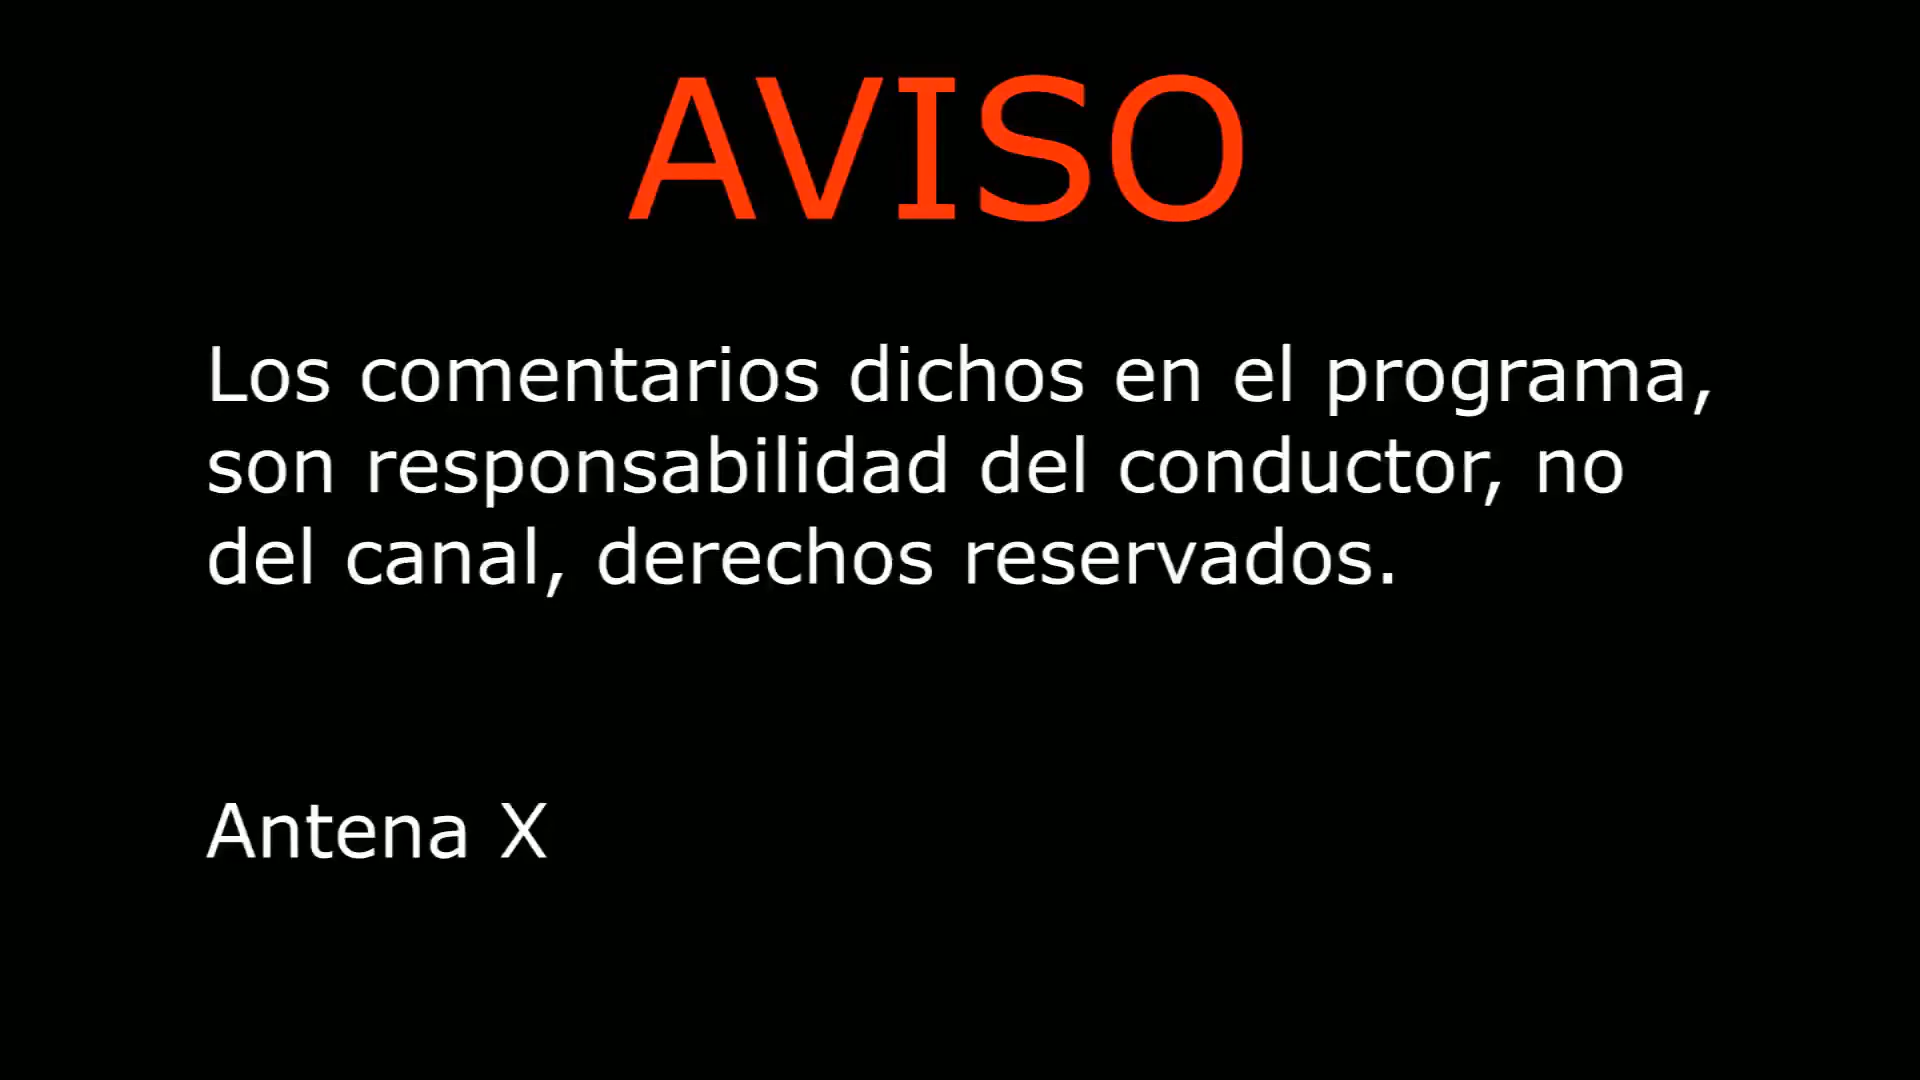 AVISO
Los comentarios dichos en el programa,
son responsabilidad del conductor, no
del canal, derechos reservados.
Antena X